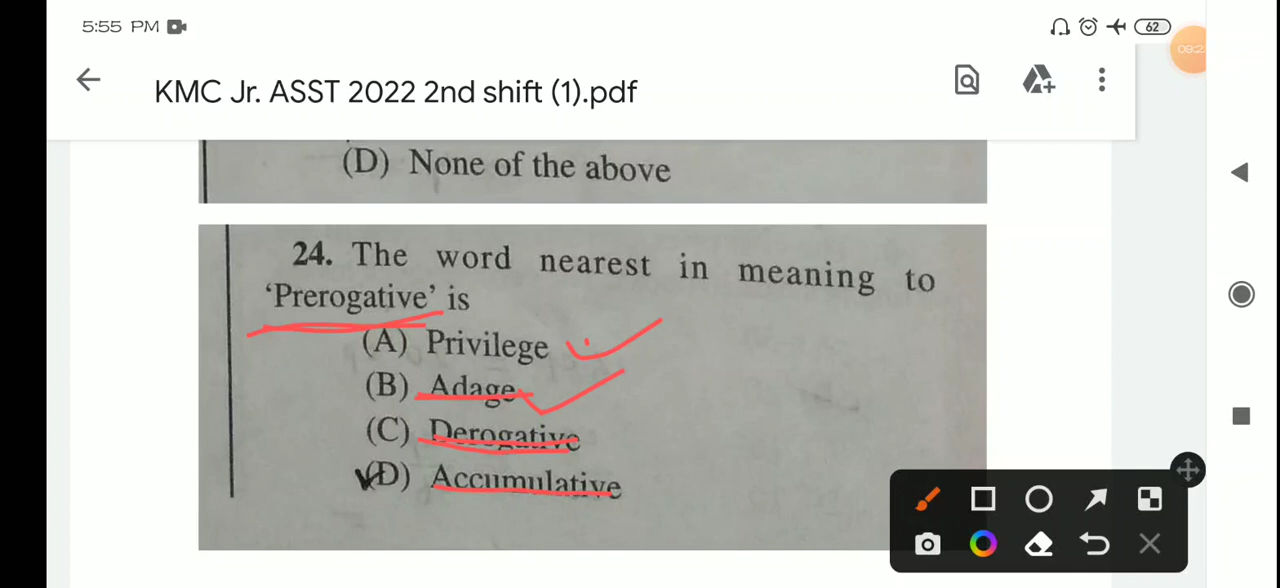 5:55 PM
62
KMC Jr. ASST 2022 2nd shift (1).pdf
(D) None of the above
24. The word nearest in meaning to
‘Prerogative’ is
(A) Privilege
(B) Adage
(C) Derogative
(D) Accumulative